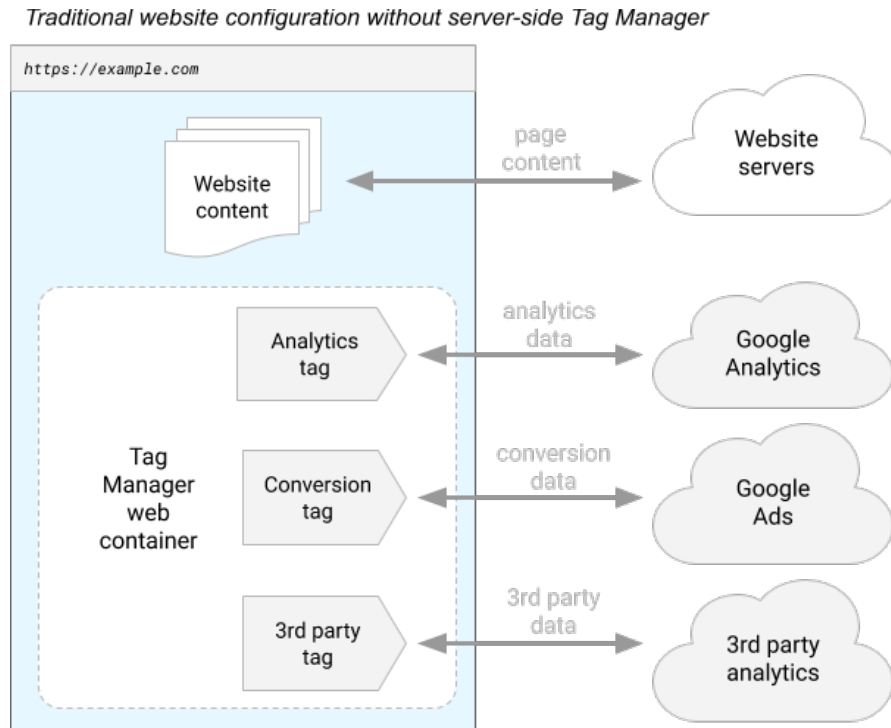 Traditional website configuration without server-side Tag Manager
https://example.com
Website
content
page
content
Website
servers
Analytics
tag
analytics
data
Google
Analytics
Tag
Manager
web
container
Conversion
tag
conversion
data
Google
Ads
3rd party
tag
3rd party
data
3rd party
analytics